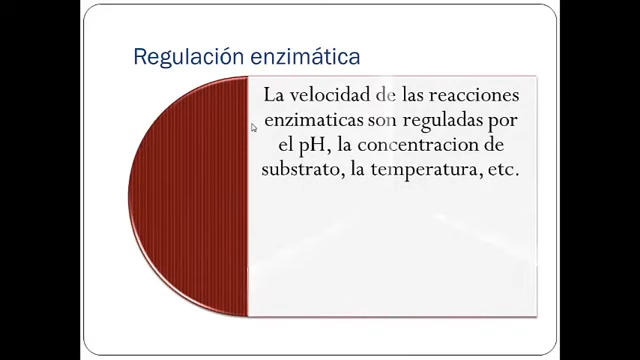 Regulación enzimática
La velocidad de las reacciones
enzimaticas son reguladas por
el pH, la concentracion de
substrato, la temperatura, etc.